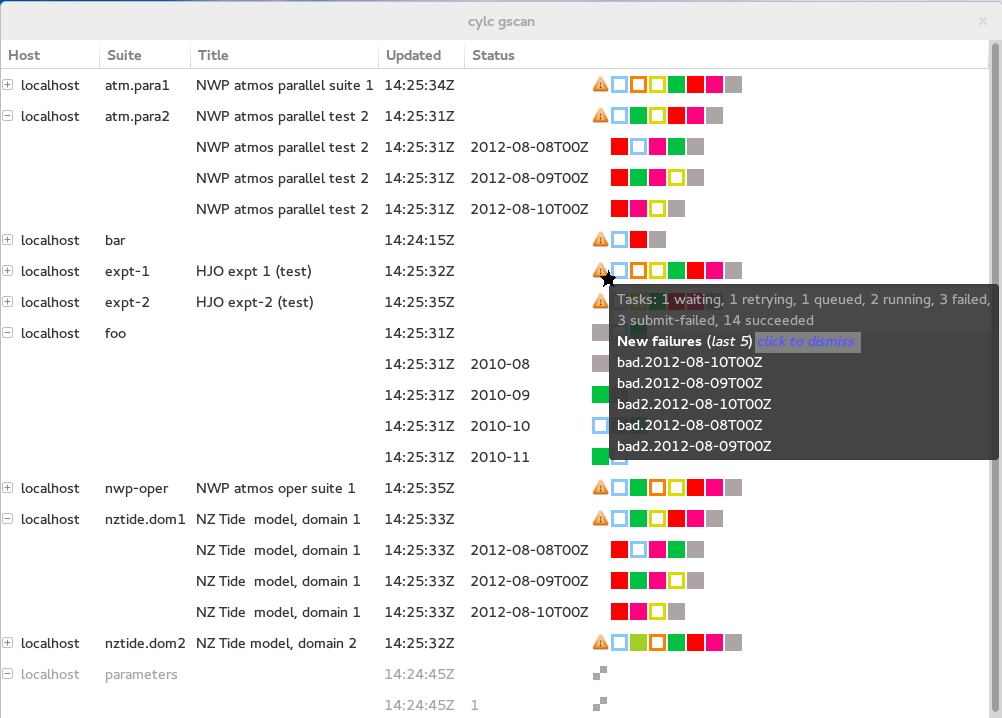 cylc gscan
Host Suite Title Updated Status
localhost atm.para1 NWP atmos parallel suite 1 14:25:34Z
localhost atm.para2 NWP atmos parallel test 2 14:25:31Z
NWP atmos parallel test 2 14:25:31Z 2012-08-08T00Z
NWP atmos parallel test 2 14:25:31Z 2012-08-09T00Z
NWP atmos parallel test 2 14:25:31Z 2012-08-10T00Z
localhost bar 14:24:15Z
localhost expt-1 HJO expt 1 (test) 14:25:32Z
localhost expt-2 HJO expt-2 (test) 14:25:35Z
localhost foo 14:25:31Z
14:25:31Z 2010-08
14:25:31Z 2010-09
14:25:31Z 2010-10
14:25:31Z 2010-11
Tasks: 1 waiting, 1 retrying, 1 queued, 2 running, 3 failed,
3 submit-failed, 14 succeeded
New failures (last 5) click to dismiss
bad.2012-08-10T00Z
bad.2012-08-09T00Z
bad2.2012-08-10T00Z
bad.2012-08-08T00Z
bad2.2012-08-09T00Z
localhost nwp-oper NWP atmos oper suite 1 14:25:35Z
localhost nztide.dom1 NZ Tide model, domain 1 14:25:33Z
NZ Tide model, domain 1 14:25:33Z 2012-08-08T00Z
NZ Tide model, domain 1 14:25:33Z 2012-08-09T00Z
NZ Tide model, domain 1 14:25:33Z 2012-08-10T00Z
localhost nztide.dom2 NZ Tide model, domain 2 14:25:32Z
localhost parameters 14:24:45Z
14:24:45Z 1